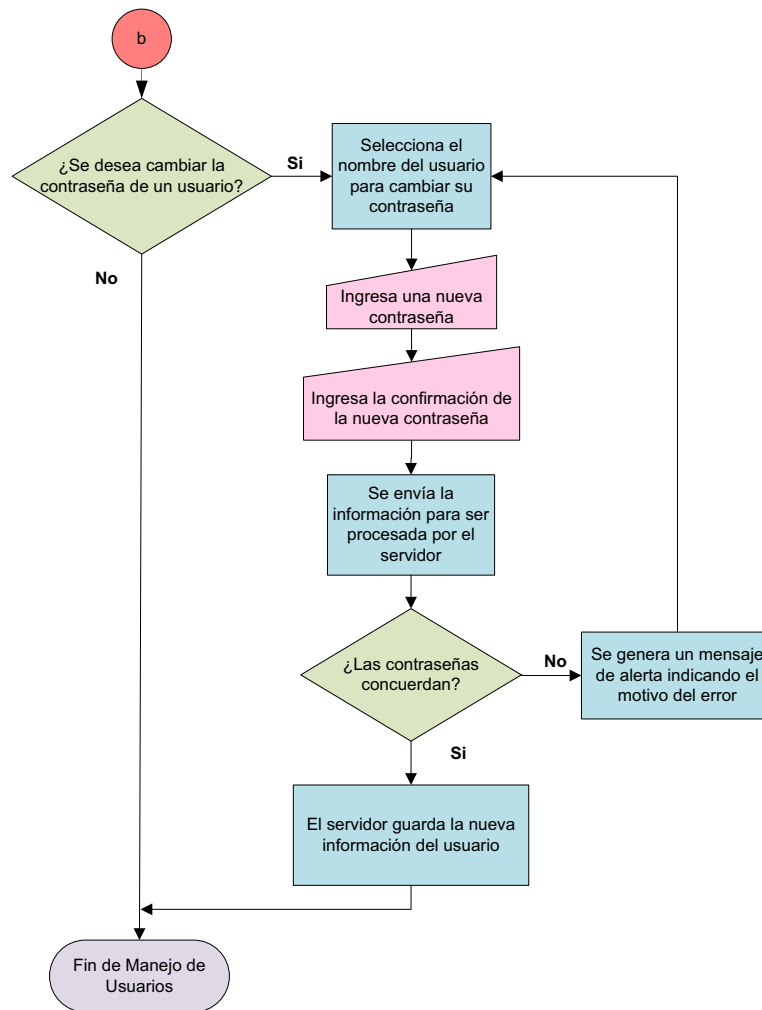 b
¿Se desea cambiar la
contraseña de un usuario?
Si
Selecciona el
nombre del usuario
para cambiar su
contraseña
No
Ingresa una nueva
contraseña
Ingresa la confirmación de
la nueva contraseña
Se envía la
información para ser
procesada por el
servidor
¿Las contraseñas
concuerdan?
No
Se genera un mensaje
de alerta indicando el
motivo del error
Si
El servidor guarda la nueva
información del usuario
Fin de Manejo de
Usuarios